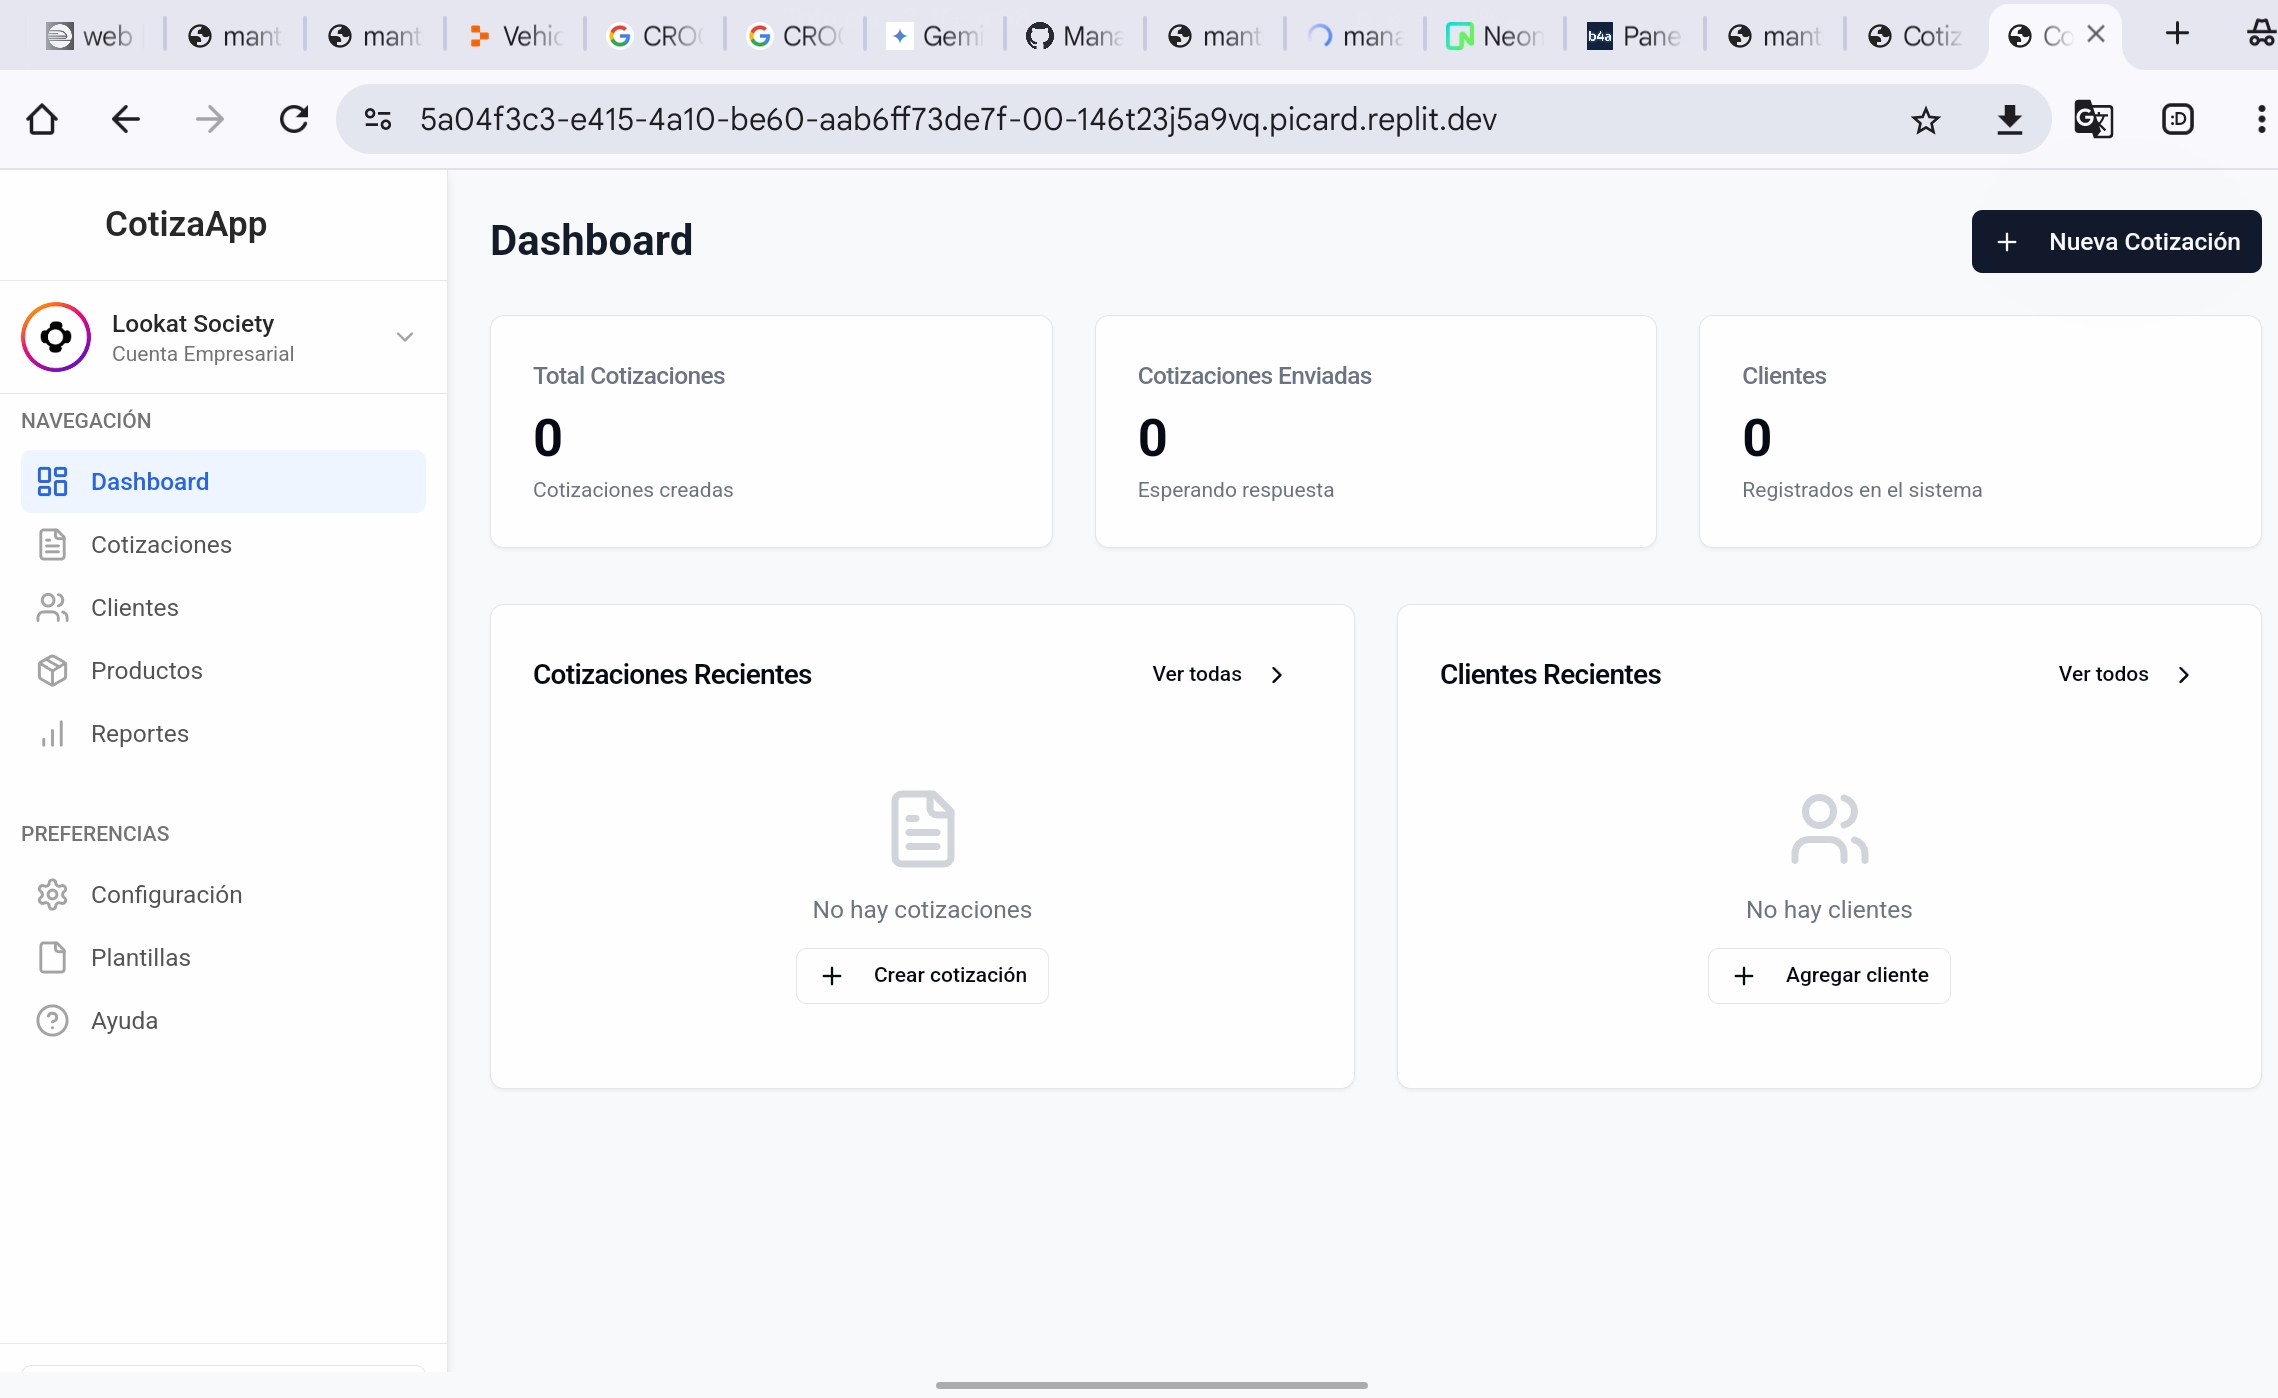 web
mant
mant
Vehic
CROC
CROC
Gemi
Mana
mant
mana
Neon
b4a
Pane
mant
Cotiz
Co
5a04f3c3-e415-4a10-be60-aab6ff73de7f-00-146t23j5a9vq.picard.replit.dev
:D
CotizaApp
Lookat Society
Cuenta Empresarial
NAVEGACIÓN
Dashboard
Cotizaciones
Clientes
Productos
Reportes
PREFERENCIAS
Configuración
Plantillas
Ayuda
Dashboard
Nueva Cotización
Total Cotizaciones
0
Cotizaciones creadas
Cotizaciones Enviadas
0
Esperando respuesta
Clientes
0
Registrados en el sistema
Cotizaciones Recientes
Ver todas
No hay cotizaciones
Crear cotización
Clientes Recientes
Ver todos
No hay clientes
Agregar cliente